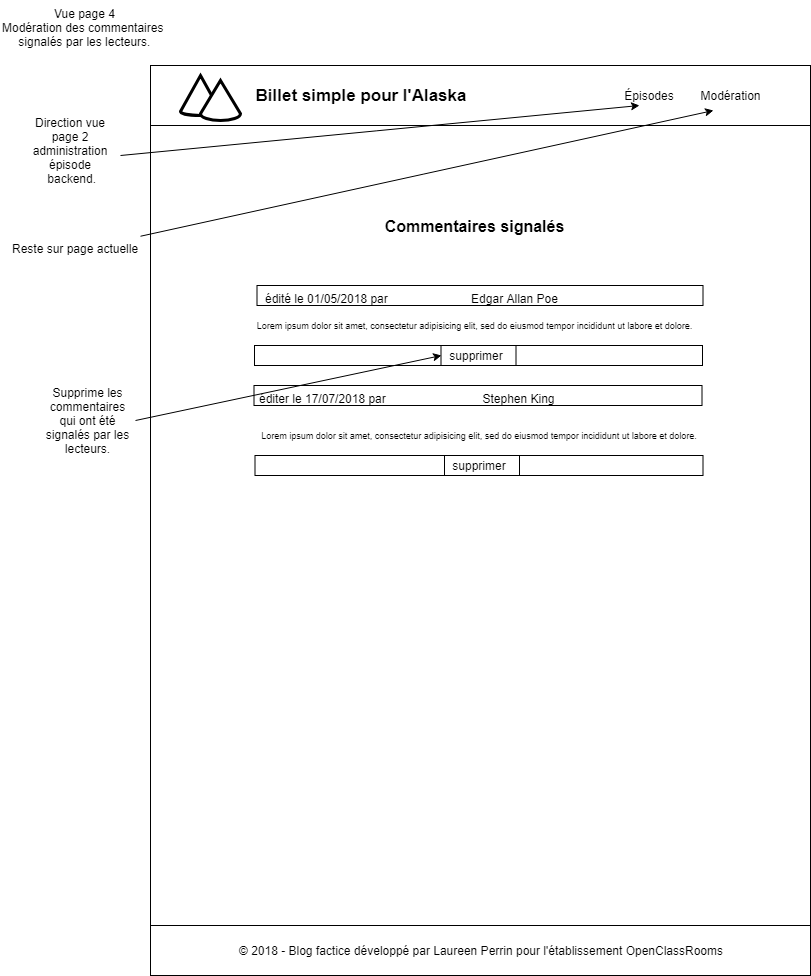 Vue page 4
Modération des commentaires
signalés par les lecteurs.
Billet simple pour l'Alaska
Épisodes
Modération
Direction vue
page 2
administration
épisode
backend.
Commentaires signalés
Reste sur page actuelle
édité le 01/05/2018 par
Edgar Allan Poe
Lorem ipsum dolor sit amet, consectetur adipisicing elit, sed do eiusmod tempor incididunt ut labore et dolore.
supprimer
Supprime les
commentaires
qui ont été
signalés par les
lecteurs.
éditer le 17/07/2018 par
Stephen King
Lorem ipsum dolor sit amet, consectetur adipisicing elit, sed do eiusmod tempor incididunt ut labore et dolore.
supprimer
© 2018 - Blog factice développé par Laureen Perrin pour l'établissement OpenClassRooms